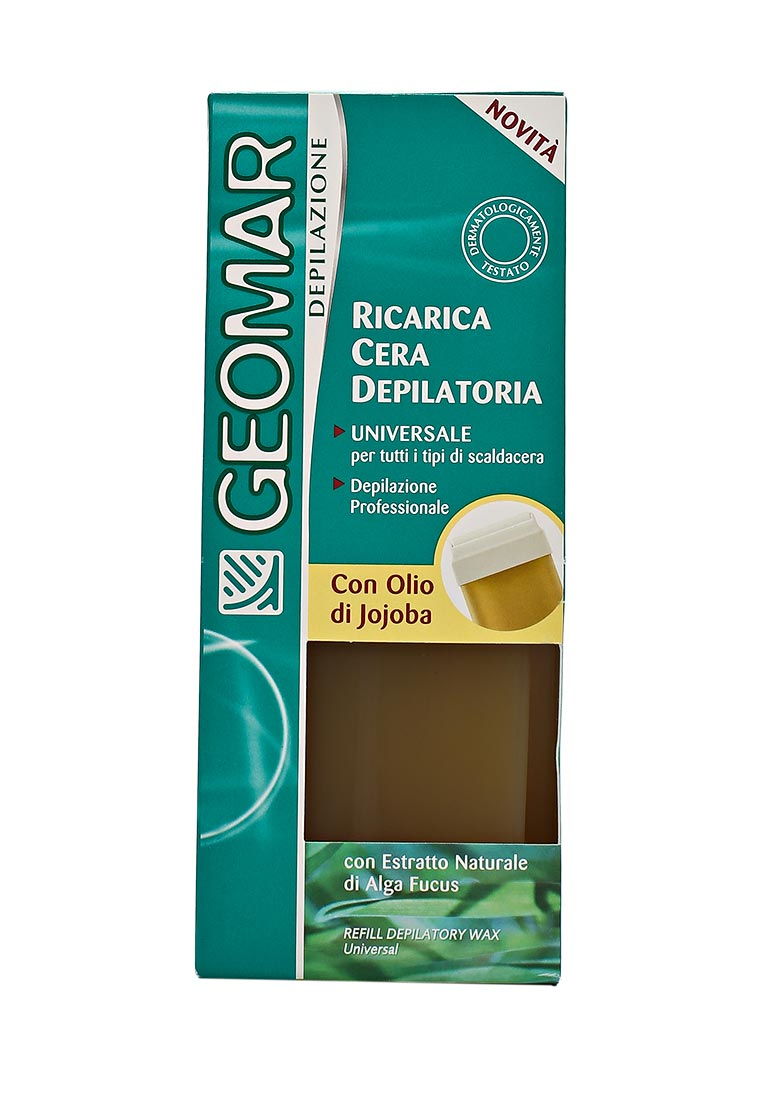 GEOMAR
DEPILAZIONE
NOVITÀ
DERMATOLOGICAMENTE
TESTATO
RICARICA
CERA
DEPILATORIA
UNIVERSALE
per tutti i tipi di scaldacera
Depilazione
Professionale
Con Olio
di Jojoba
con Estratto Naturale
di Alga Fucus
REFILL DEPILATORY WAX
Universal